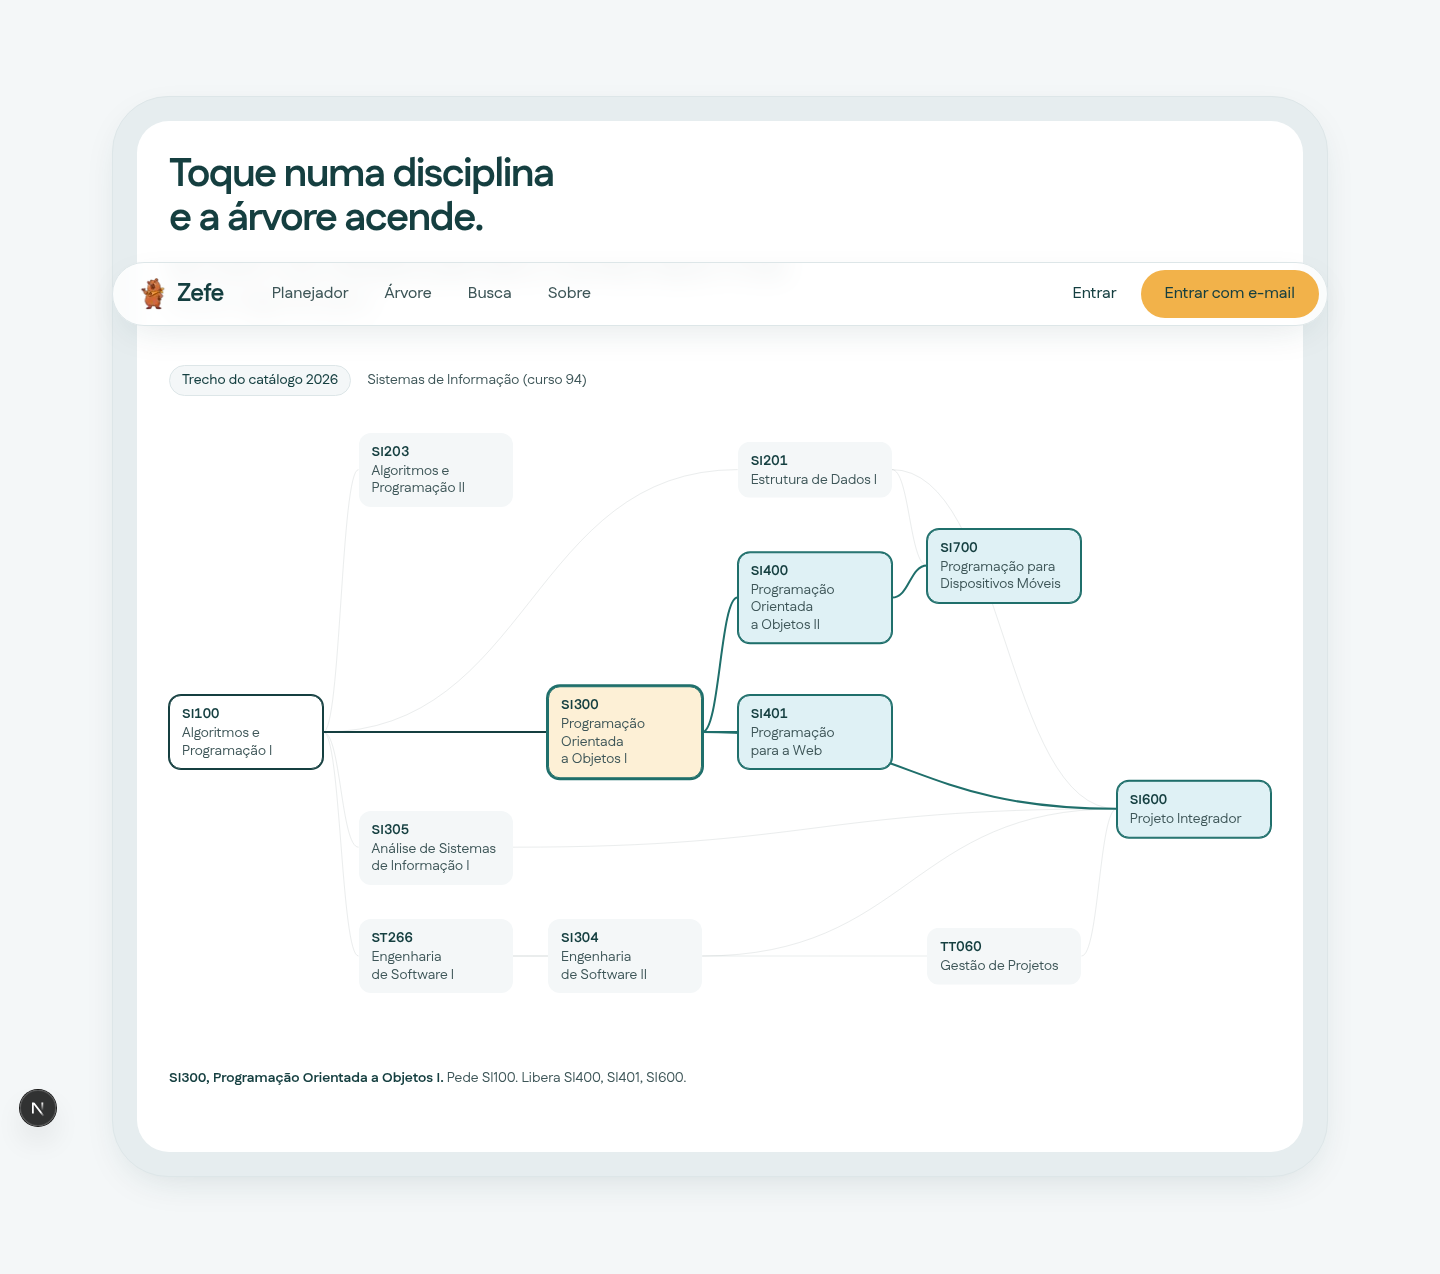 Toque numa disciplina
e a árvore acende.
Zefe
Planejador
Árvore
Busca
Sobre
Entrar
Entrar com e-mail
Trecho do catálogo 2026
Sistemas de Informação (curso 94)
SI203
Algoritmos e
Programação II
SI201
Estrutura de Dados I
SI700
Programação para
Dispositivos Móveis
SI400
Programação
Orientada
a Objetos II
SI100
Algoritmos e
Programação I
SI300
Programação
Orientada
a Objetos I
SI401
Programação
para a Web
SI600
Projeto Integrador
SI305
Análise de Sistemas
de Informação I
ST266
Engenharia
de Software I
SI304
Engenharia
de Software II
TT060
Gestão de Projetos
SI300, Programação Orientada a Objetos I. Pede SI100. Libera SI400, SI401, SI600.
N